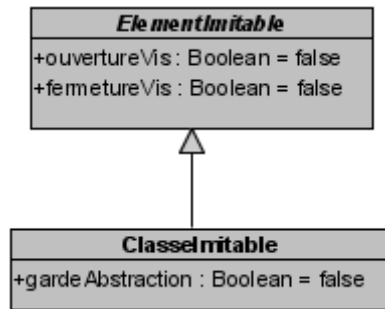 ElementImitable
+ouvertureVis : Boolean = false
+fermetureVis : Boolean = false
ClasseImitable
+gardeAbstraction : Boolean = false